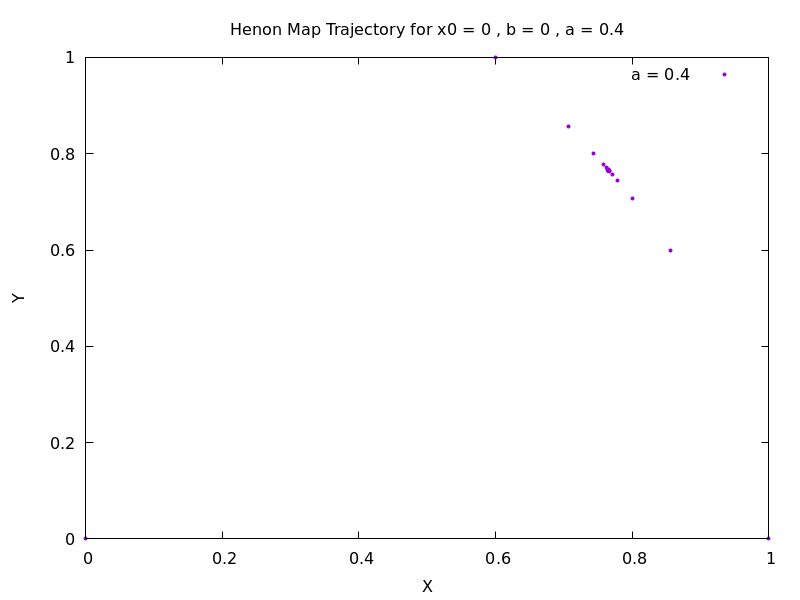 Henon Map Trajectory for x0 = 0 , b = 0 , a = 0.4
a = 0.4
1
0.8
0.6
0.4
0.2
0
Y
0 0.2 0.4 0.6 0.8 1
X